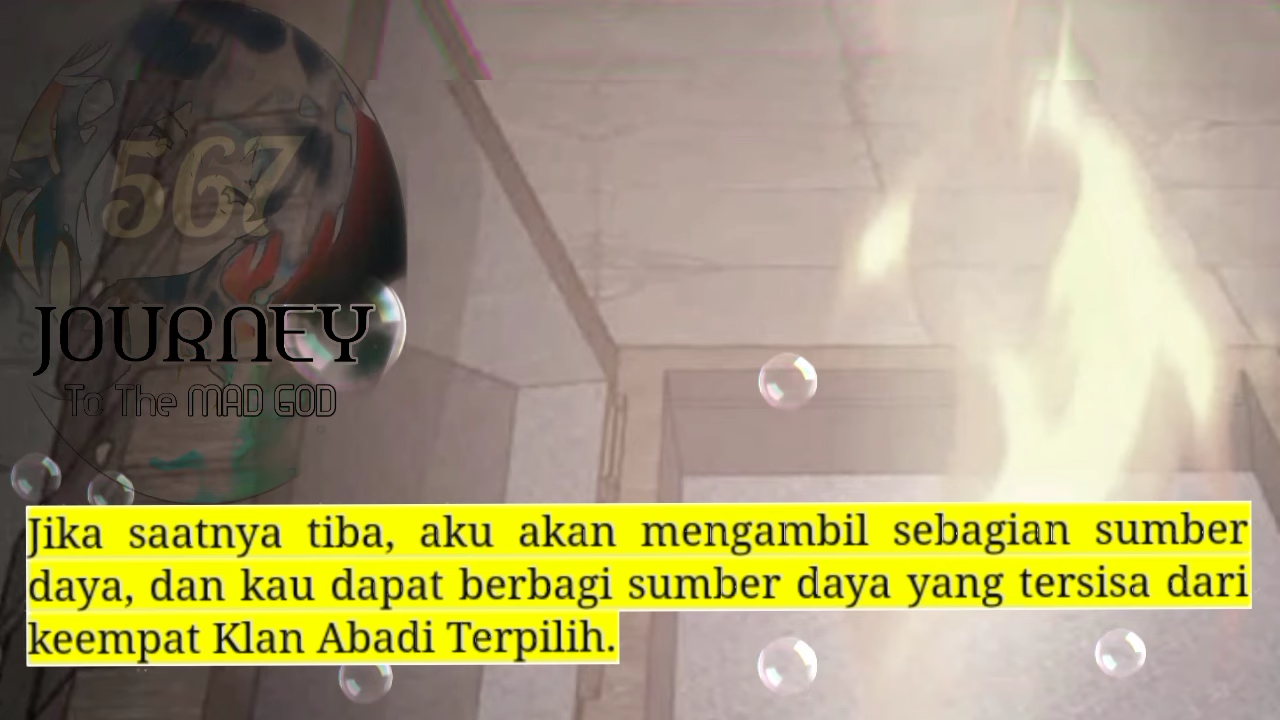 567
JOURNEY
To The MAD GOD
Jika saatnya tiba, aku akan mengambil sebagian sumber
daya, dan kau dapat berbagi sumber daya yang tersisa dari
keempat Klan Abadi Terpilih.